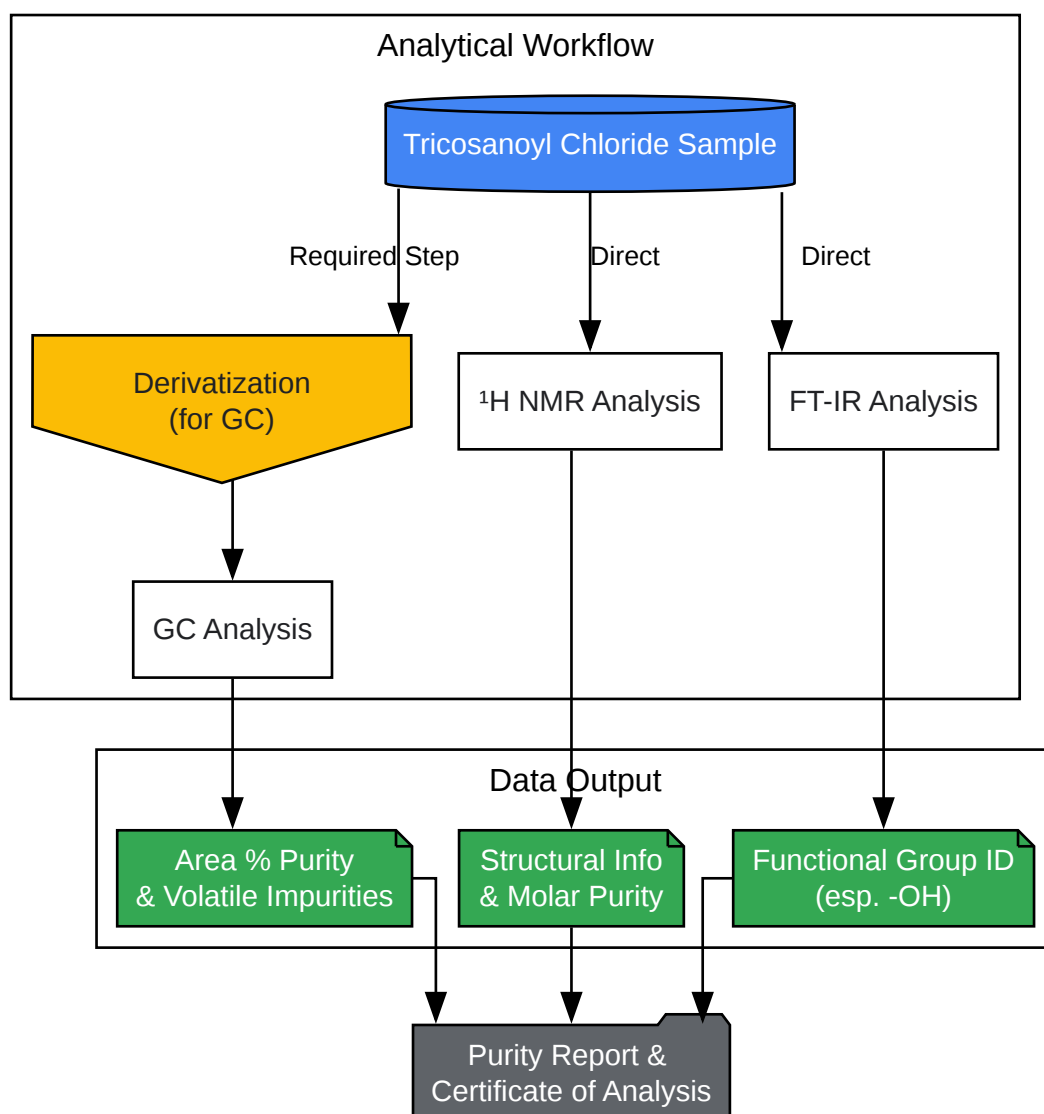 Analytical Workflow
Tricosanoyl Chloride Sample
Required Step
Direct
Direct
Derivatization
(for GC)
¹H NMR Analysis
FT-IR Analysis
GC Analysis
Data Output
Area % Purity
& Volatile Impurities
Structural Info
& Molar Purity
Functional Group ID
(esp. -OH)
Purity Report &
Certificate of Analysis